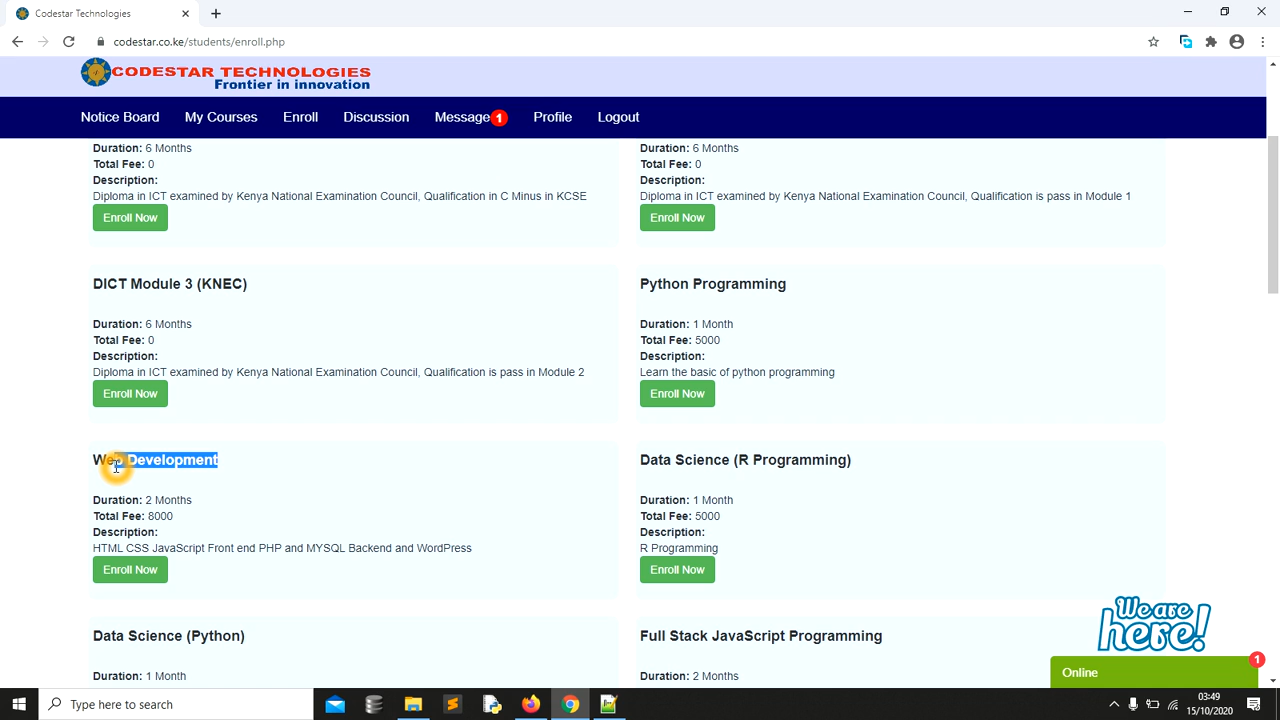 Codestar Technologies
codestar.co.ke/students/enroll.php
CODESTAR TECHNOLOGIES
Frontier in innovation
Notice Board My Courses Enroll Discussion Message 1 Profile Logout
Duration: 6 Months
Total Fee: 0
Description:
Diploma in ICT examined by Kenya National Examination Council, Qualification in C Minus in KCSE
Enroll Now
Duration: 6 Months
Total Fee: 0
Description:
Diploma in ICT examined by Kenya National Examination Council, Qualification is pass in Module 1
Enroll Now
DICT Module 3 (KNEC)
Duration: 6 Months
Total Fee: 0
Description:
Diploma in ICT examined by Kenya National Examination Council, Qualification is pass in Module 2
Enroll Now
Python Programming
Duration: 1 Month
Total Fee: 5000
Description:
Learn the basic of python programming
Enroll Now
Web Development
Duration: 2 Months
Total Fee: 8000
Description:
HTML CSS JavaScript Front end PHP and MYSQL Backend and WordPress
Enroll Now
Data Science (R Programming)
Duration: 1 Month
Total Fee: 5000
Description:
R Programming
Enroll Now
Data Science (Python)
Duration: 1 Month
Full Stack JavaScript Programming
Duration: 2 Months
We are
here!
Online
1
Type here to search
03:49
15/10/2020